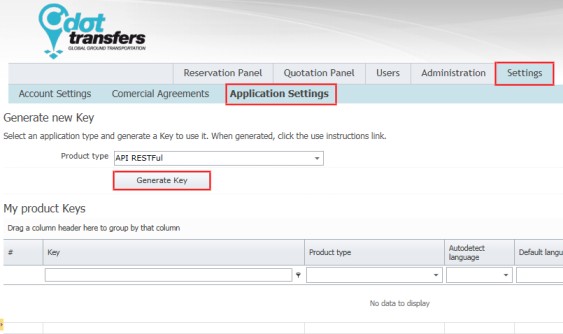 dot
transfers
GLOBAL GROUND TRANSPORTATION
Reservation Panel Quotation Panel Users Administration Settings
Account Settings Comercial Agreements Application Settings
Generate new Key
Select an application type and generate a Key to use it. When generated, click the use instructions link.
Product type API RESTFul
Generate Key
My product Keys
Drag a column header here to group by that column
# Key Product type Autodetect language Default langu
No data to display